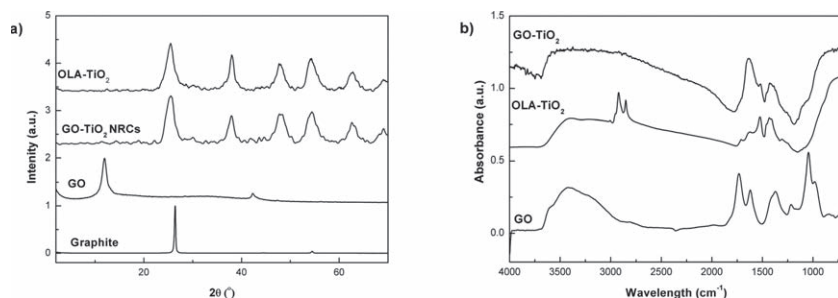 a)
5
4
3
2
1
0
Intenity (a.u.)
OLA-TiO2
GO-TiO2 NRCs
GO
Graphite
20
40
60
2θ (°)
b)
1.5
1.0
0.5
0.0
Absorbance (a.u.)
GO-TiO2
OLA-TiO2
GO
4000
3500
3000
2500
2000
1500
1000
Wavelength (cm-1)